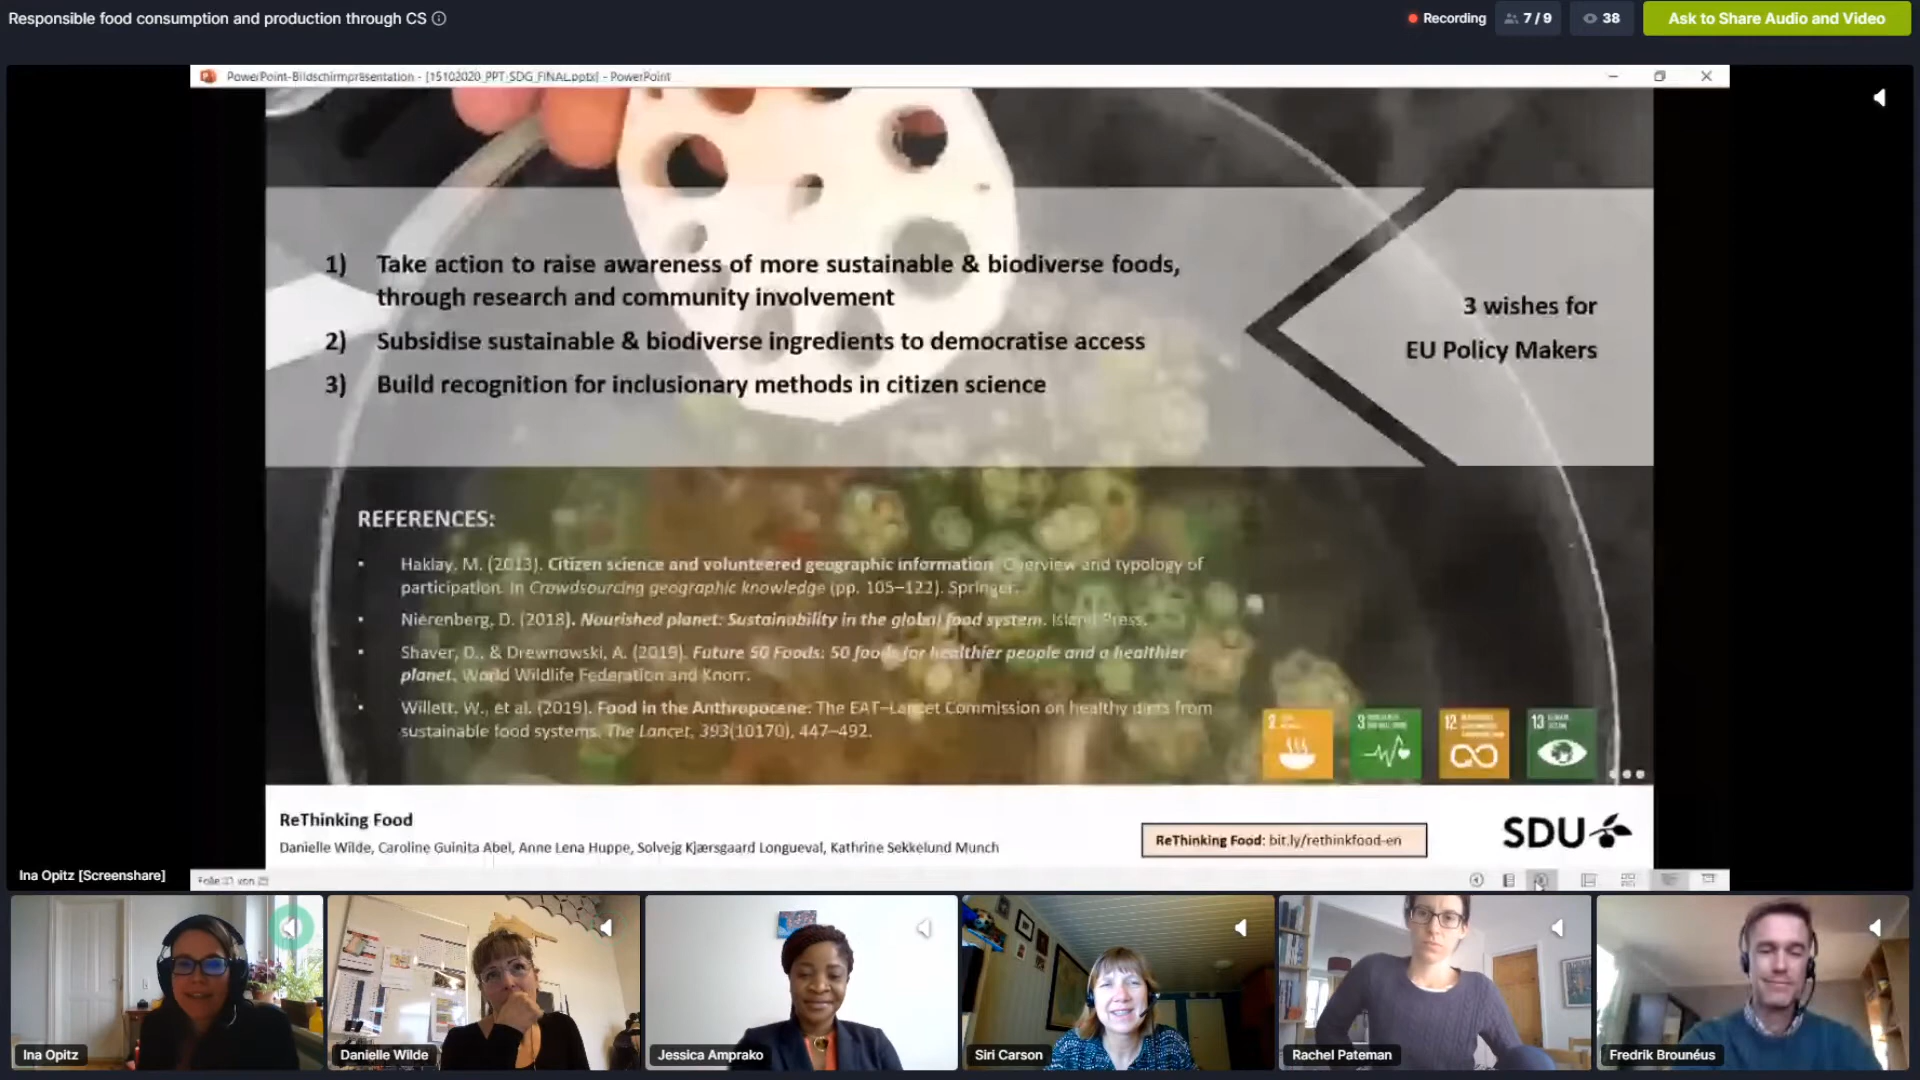 Responsible food consumption and production through CS
Recording
7 / 9
38
Ask to Share Audio and Video
PowerPoint-Bildschirmpräsentation - [15102020_PPT_SDG_FINAL.pptx] - PowerPoint
1) Take action to raise awareness of more sustainable & biodiverse foods,
through research and community involvement
2) Subsidise sustainable & biodiverse ingredients to democratise access
3) Build recognition for inclusionary methods in citizen science
3 wishes for
EU Policy Makers
REFERENCES:
• Haklay, M. (2013). Citizen science and volunteered geographic information: Overview and typology of
participation. In Crowdsourcing geographic knowledge (pp. 105–122). Springer.
• Nierenberg, D. (2018). Nourished planet: Sustainability in the global food system. Island Press.
• Shaver, D., & Drewnowski, A. (2019). Future 50 Foods: 50 foods for healthier people and a healthier
planet. World Wildlife Federation and Knorr.
• Willett, W., et al. (2019). Food in the Anthropocene: The EAT–Lancet Commission on healthy diets from
sustainable food systems. The Lancet, 393(10170), 447–492.
2
3
12
13
ReThinking Food
Danielle Wilde, Caroline Guinita Abel, Anne Lena Huppe, Solvejg Kjærsgaard Longueval, Kathrine Sekkelund Munch
ReThinking Food: bit.ly/rethinkfood-en
SDU
Ina Opitz [Screenshare]
Ina Opitz
Danielle Wilde
Jessica Amprako
Siri Carson
Rachel Pateman
Fredrik Brounéus